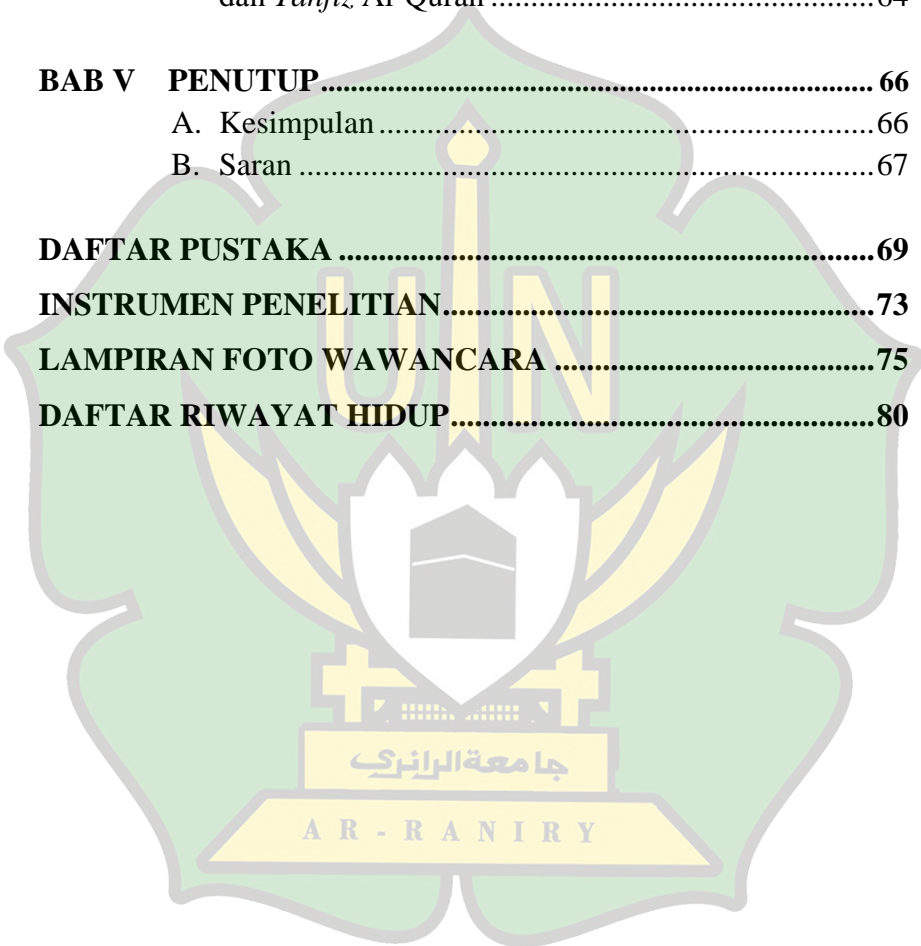 dan Tahfiz Al-Quran ........ 64
BAB V PENUTUP ........ 66
A. Kesimpulan ........ 66
B. Saran ........ 67
DAFTAR PUSTAKA ........ 69
INSTRUMEN PENELITIAN ........ 73
LAMPIRAN FOTO WAWANCARA ........ 75
DAFTAR RIWAYAT HIDUP ........ 80
UIN
جامعة الرانري
AR-RANIRY